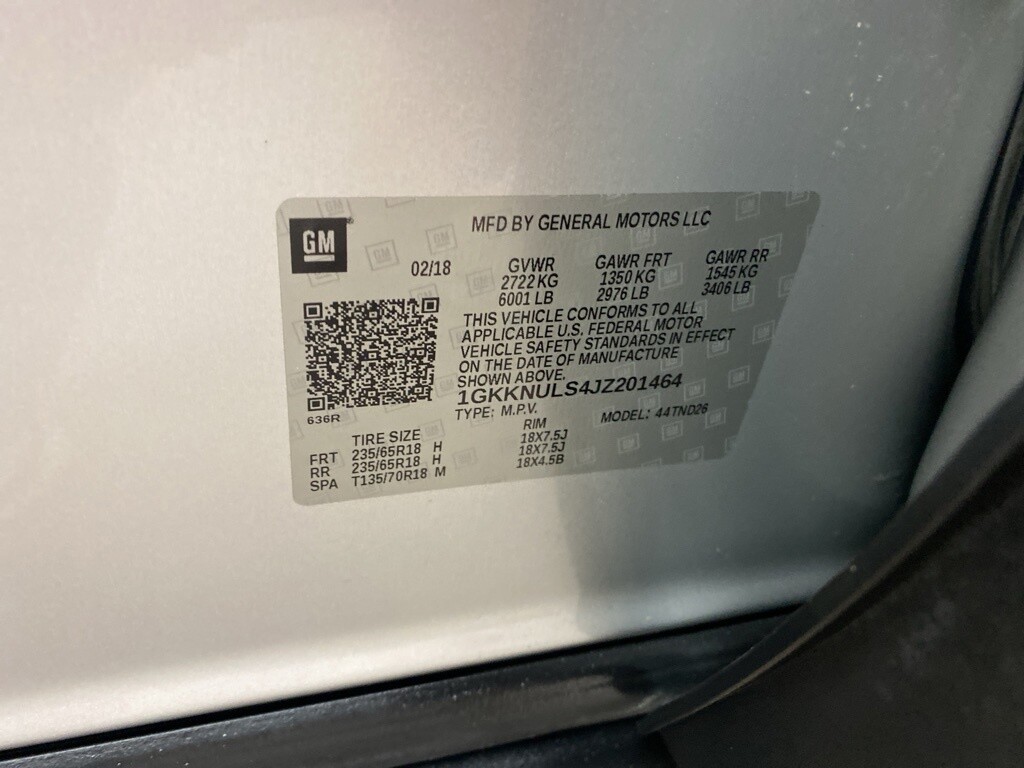 GM
MFD BY GENERAL MOTORS LLC
02/18
GVWR GAWR FRT GAWR RR
2722 KG 1350 KG 1545 KG
6001 LB 2976 LB 3406 LB
THIS VEHICLE CONFORMS TO ALL
APPLICABLE U.S. FEDERAL MOTOR
VEHICLE SAFETY STANDARDS IN EFFECT
ON THE DATE OF MANUFACTURE
SHOWN ABOVE.
1GKKNULS4JZ201464
TYPE: M.P.V. MODEL: 44TND26
636R
TIRE SIZE RIM
FRT 235/65R18 H 18X7.5J
RR 235/65R18 H 18X7.5J
SPA T135/70R18 M 18X4.5B